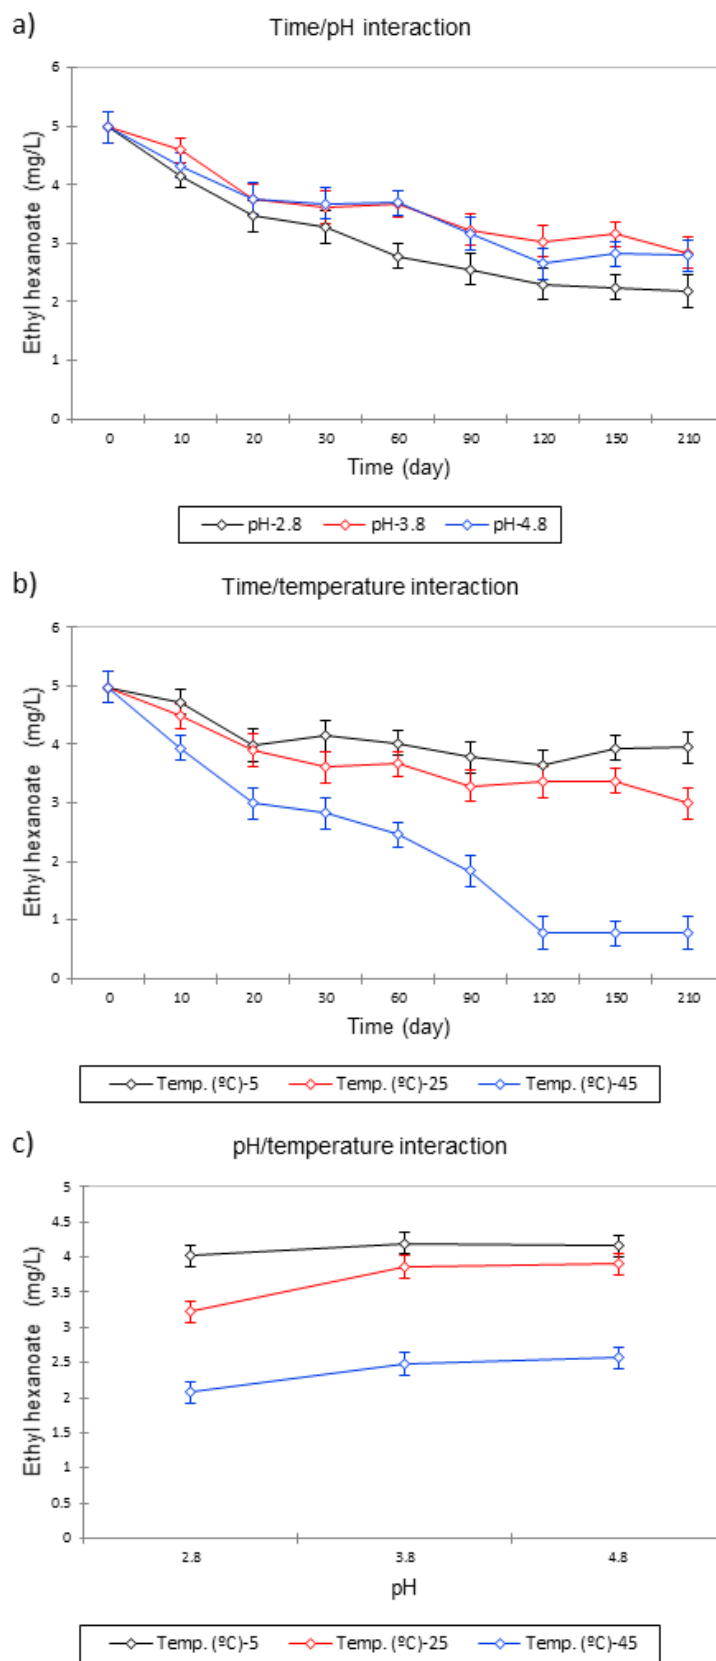 a)
Time/pH interaction
6
5
4
3
2
1
0
Ethyl hexanoate (mg/L)
0 10 20 30 60 90 120 150 210
Time (day)
pH-2.8 pH-3.8 pH-4.8
b)
Time/temperature interaction
6
5
4
3
2
1
0
Ethyl hexanoate (mg/L)
0 10 20 30 60 90 120 150 210
Time (day)
Temp. (ºC)-5 Temp. (ºC)-25 Temp. (ºC)-45
c)
pH/temperature interaction
5
4.5
4
3.5
3
2.5
2
1.5
1
0.5
0
Ethyl hexanoate (mg/L)
2.8 3.8 4.8
pH
Temp. (ºC)-5 Temp. (ºC)-25 Temp. (ºC)-45